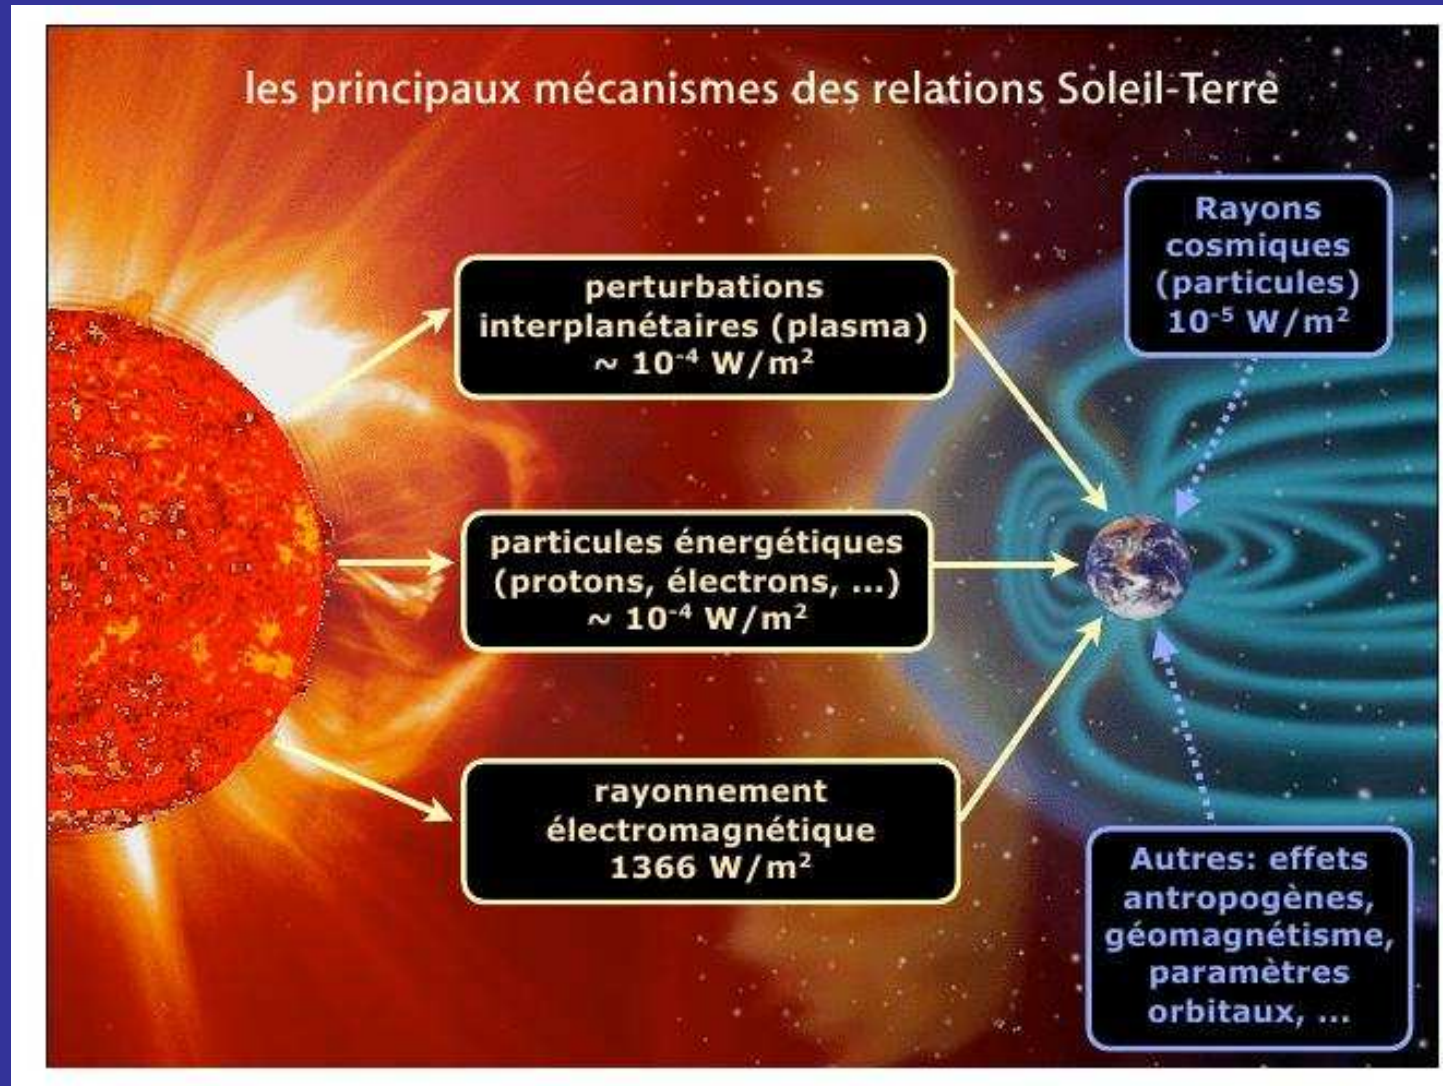 les principaux mécanismes des relations Soleil-Terre
perturbations
interplanétaires (plasma)
~ 10⁻⁴ W/m²
particules énergétiques
(protons, électrons, ...)
~ 10⁻⁴ W/m²
rayonnement
électromagnétique
1366 W/m²
Rayons
cosmiques
(particules)
10⁻⁵ W/m²
Autres: effets
antropogènes,
géomagnétisme,
paramètres
orbitaux, ...